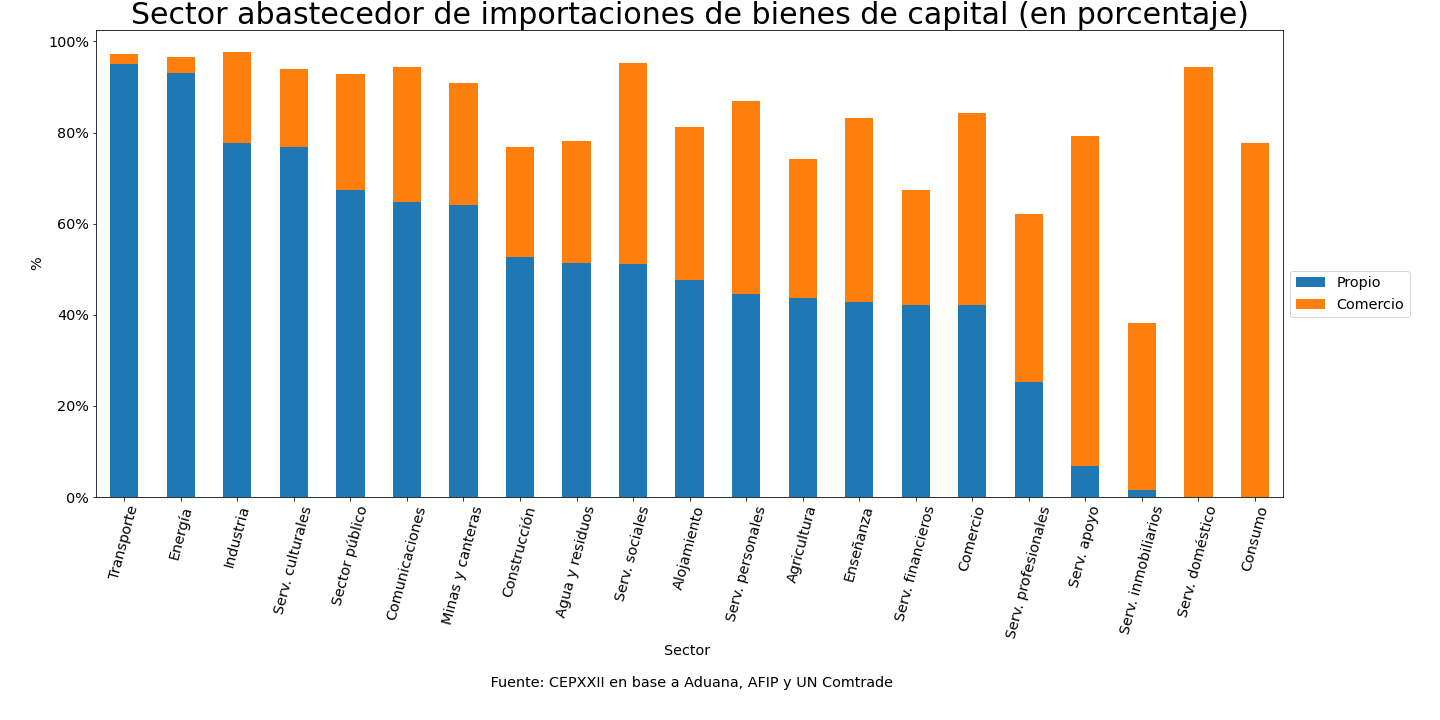 Sector abastecedor de importaciones de bienes de capital (en porcentaje)
100%
80%
60%
40%
20%
0%
%
Propio
Comercio
Transporte
Energía
Industria
Serv. culturales
Sector público
Comunicaciones
Minas y canteras
Construcción
Agua y residuos
Serv. sociales
Alojamiento
Serv. personales
Agricultura
Enseñanza
Serv. financieros
Comercio
Serv. profesionales
Serv. apoyo
Serv. inmobiliarios
Serv. doméstico
Consumo
Sector
Fuente: CEPXXII en base a Aduana, AFIP y UN Comtrade